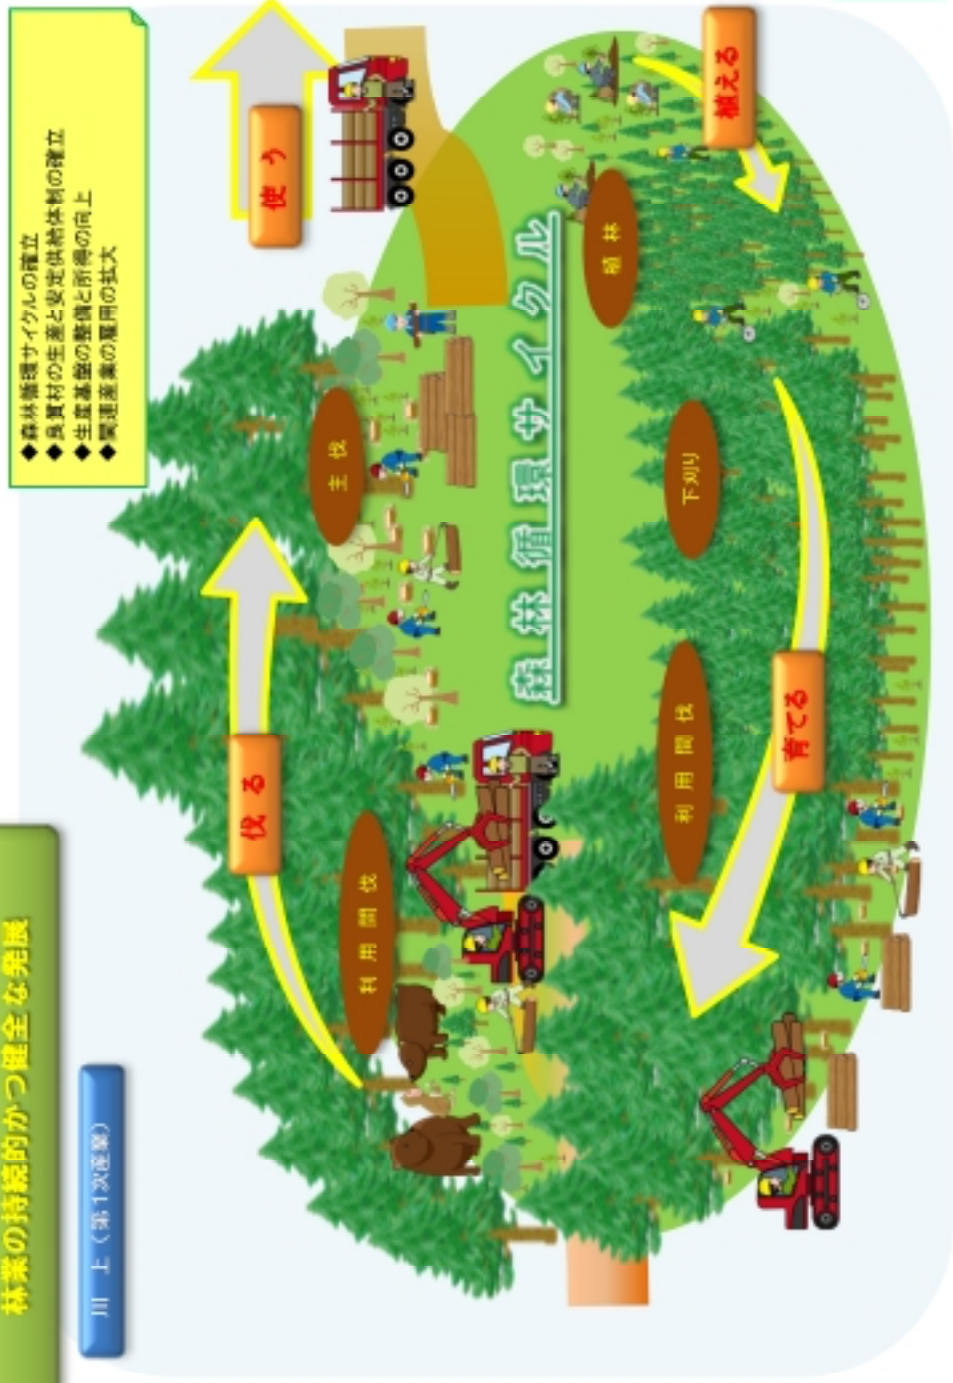 林業の持続的かつ健全な発展
川　上（第１次産業）
◆森林循環サイクルの確立
◆良質材の生産と安定供給体制の確立
◆生産基盤の整備と所得の向上
◆関連産業の雇用の拡大
使　う
伐　る
主　伐
利　用　間　伐
森 林 循 環 サ イ ク ル
植　林
植える
下刈り
利　用　間　伐
育てる